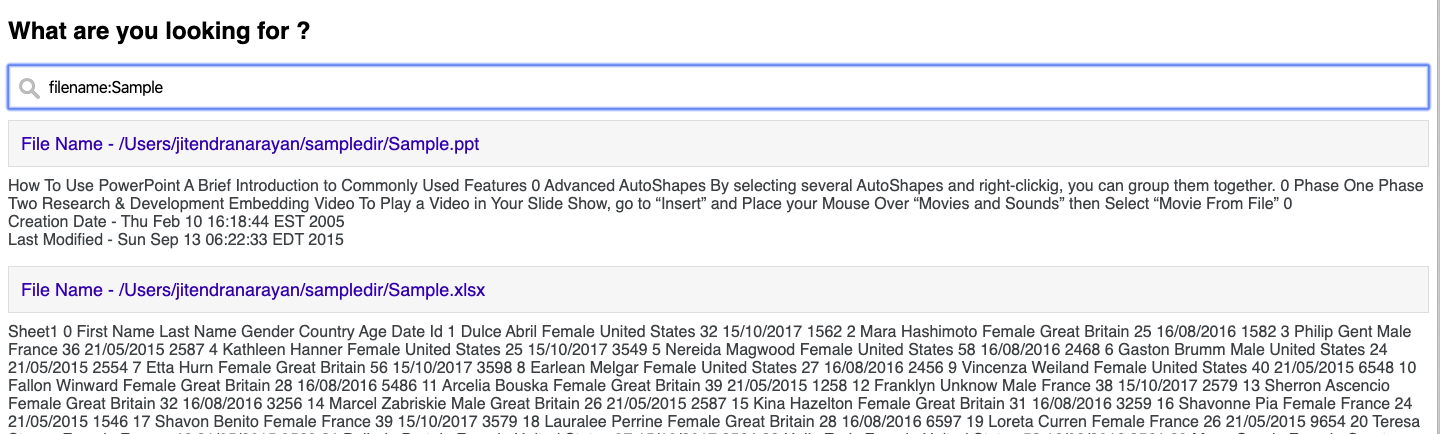 What are you looking for ?
filename:Sample
File Name - /Users/jitendranarayan/sampledir/Sample.ppt
How To Use PowerPoint A Brief Introduction to Commonly Used Features 0 Advanced AutoShapes By selecting several AutoShapes and right-clickig, you can group them together. 0 Phase One Phase
Two Research & Development Embedding Video To Play a Video in Your Slide Show, go to “Insert” and Place your Mouse Over “Movies and Sounds” then Select “Movie From File” 0
Creation Date - Thu Feb 10 16:18:44 EST 2005
Last Modified - Sun Sep 13 06:22:33 EDT 2015
File Name - /Users/jitendranarayan/sampledir/Sample.xlsx
Sheet1 0 First Name Last Name Gender Country Age Date Id 1 Dulce Abril Female United States 32 15/10/2017 1562 2 Mara Hashimoto Female Great Britain 25 16/08/2016 1582 3 Philip Gent Male
France 36 21/05/2015 2587 4 Kathleen Hanner Female United States 25 15/10/2017 3549 5 Nereida Magwood Female United States 58 16/08/2016 2468 6 Gaston Brumm Male United States 24
21/05/2015 2554 7 Etta Hurn Female Great Britain 56 15/10/2017 3598 8 Earlean Melgar Female United States 27 16/08/2016 2456 9 Vincenza Weiland Female United States 40 21/05/2015 6548 10
Fallon Winward Female Great Britain 28 16/08/2016 5486 11 Arcelia Bouska Female Great Britain 39 21/05/2015 1258 12 Franklyn Unknow Male France 38 15/10/2017 2579 13 Sherron Ascencio
Female Great Britain 32 16/08/2016 3256 14 Marcel Zabriskie Male Great Britain 26 21/05/2015 2587 15 Kina Hazelton Female Great Britain 31 16/08/2016 3259 16 Shavonne Pia Female France 24
21/05/2015 1546 17 Shavon Benito Female France 39 15/10/2017 3579 18 Lauralee Perrine Female Great Britain 28 16/08/2016 6597 19 Loreta Curren Female France 26 21/05/2015 9654 20 Teresa